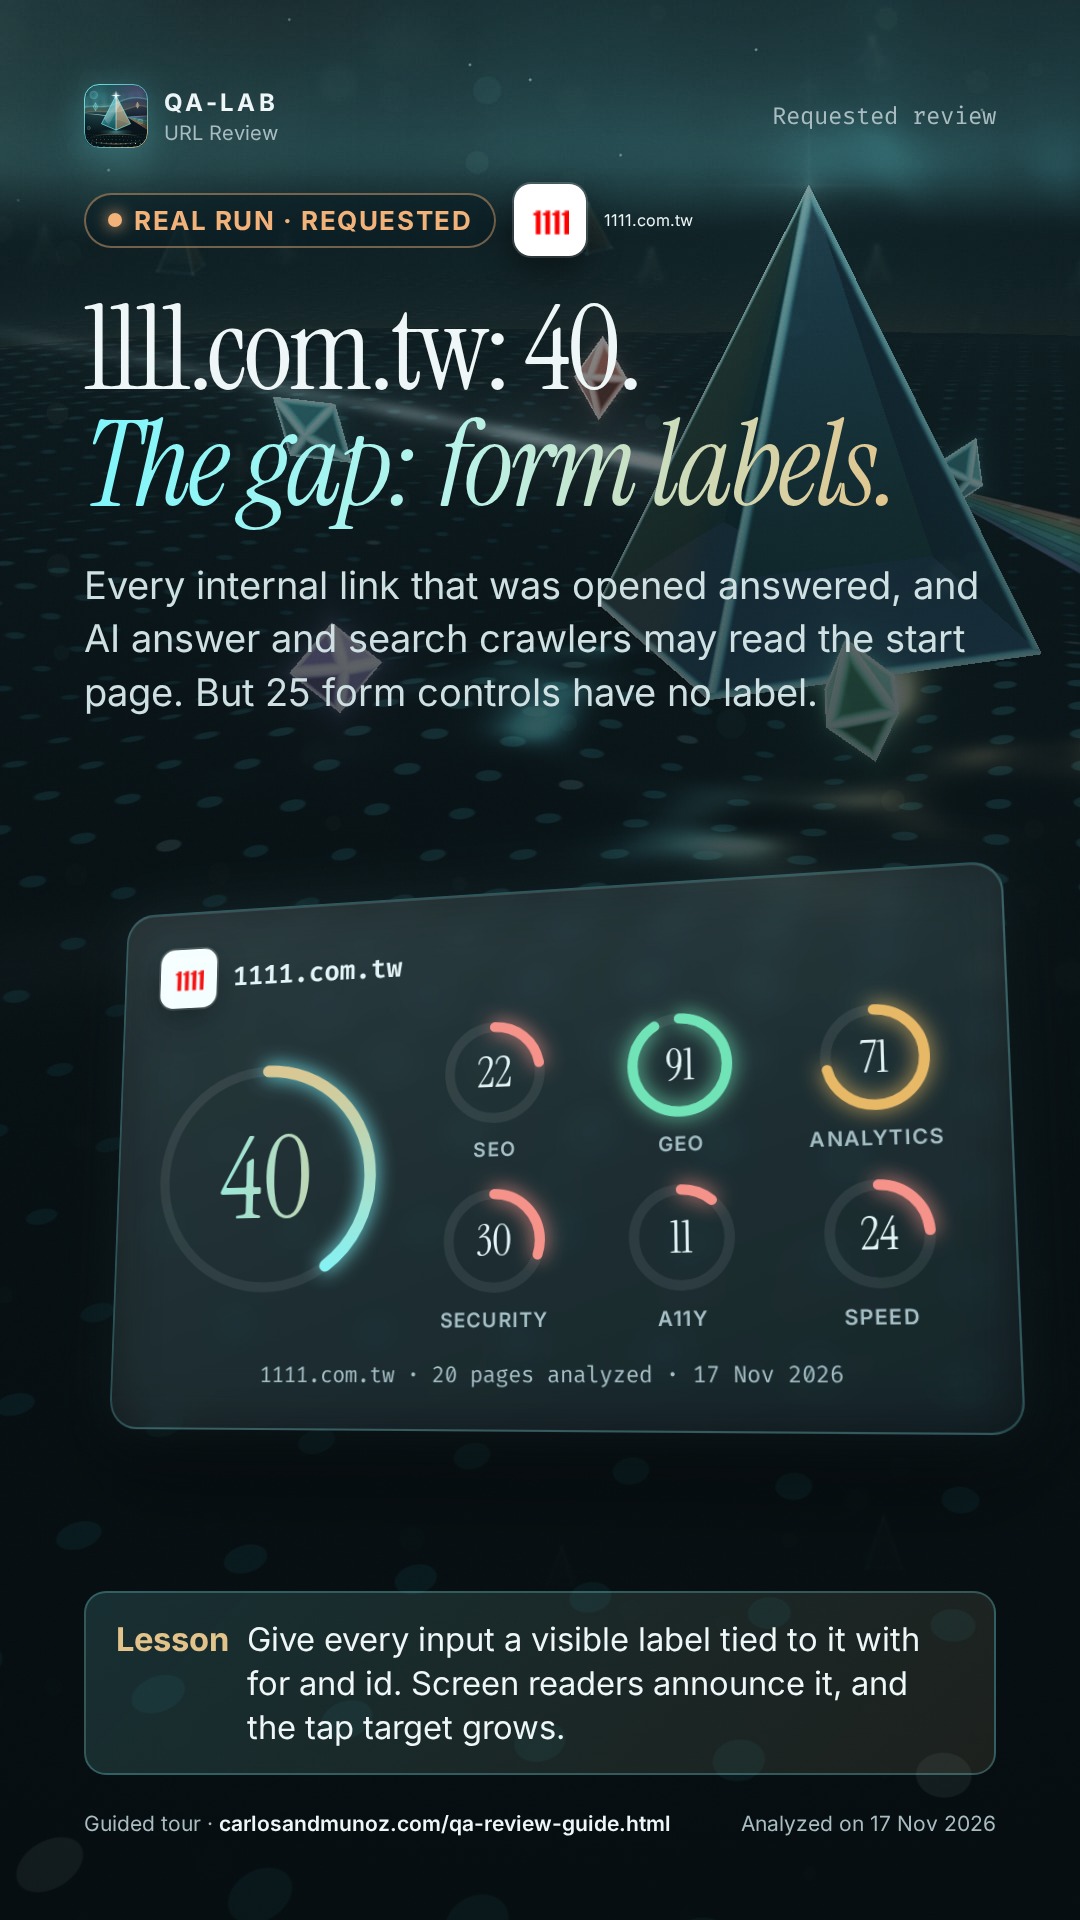 QA-LAB
URL Review
Requested review
REAL RUN · REQUESTED
1111
1111.com.tw
1111.com.tw: 40.
The gap: form labels.
Every internal link that was opened answered, and
AI answer and search crawlers may read the start
page. But 25 form controls have no label.
1111
1111.com.tw
40
22
SEO
91
GEO
71
ANALYTICS
30
SECURITY
11
A11Y
24
SPEED
1111.com.tw · 20 pages analyzed · 17 Nov 2026
Lesson
Give every input a visible label tied to it with
for and id. Screen readers announce it, and
the tap target grows.
Guided tour · carlosandmunoz.com/qa-review-guide.html
Analyzed on 17 Nov 2026